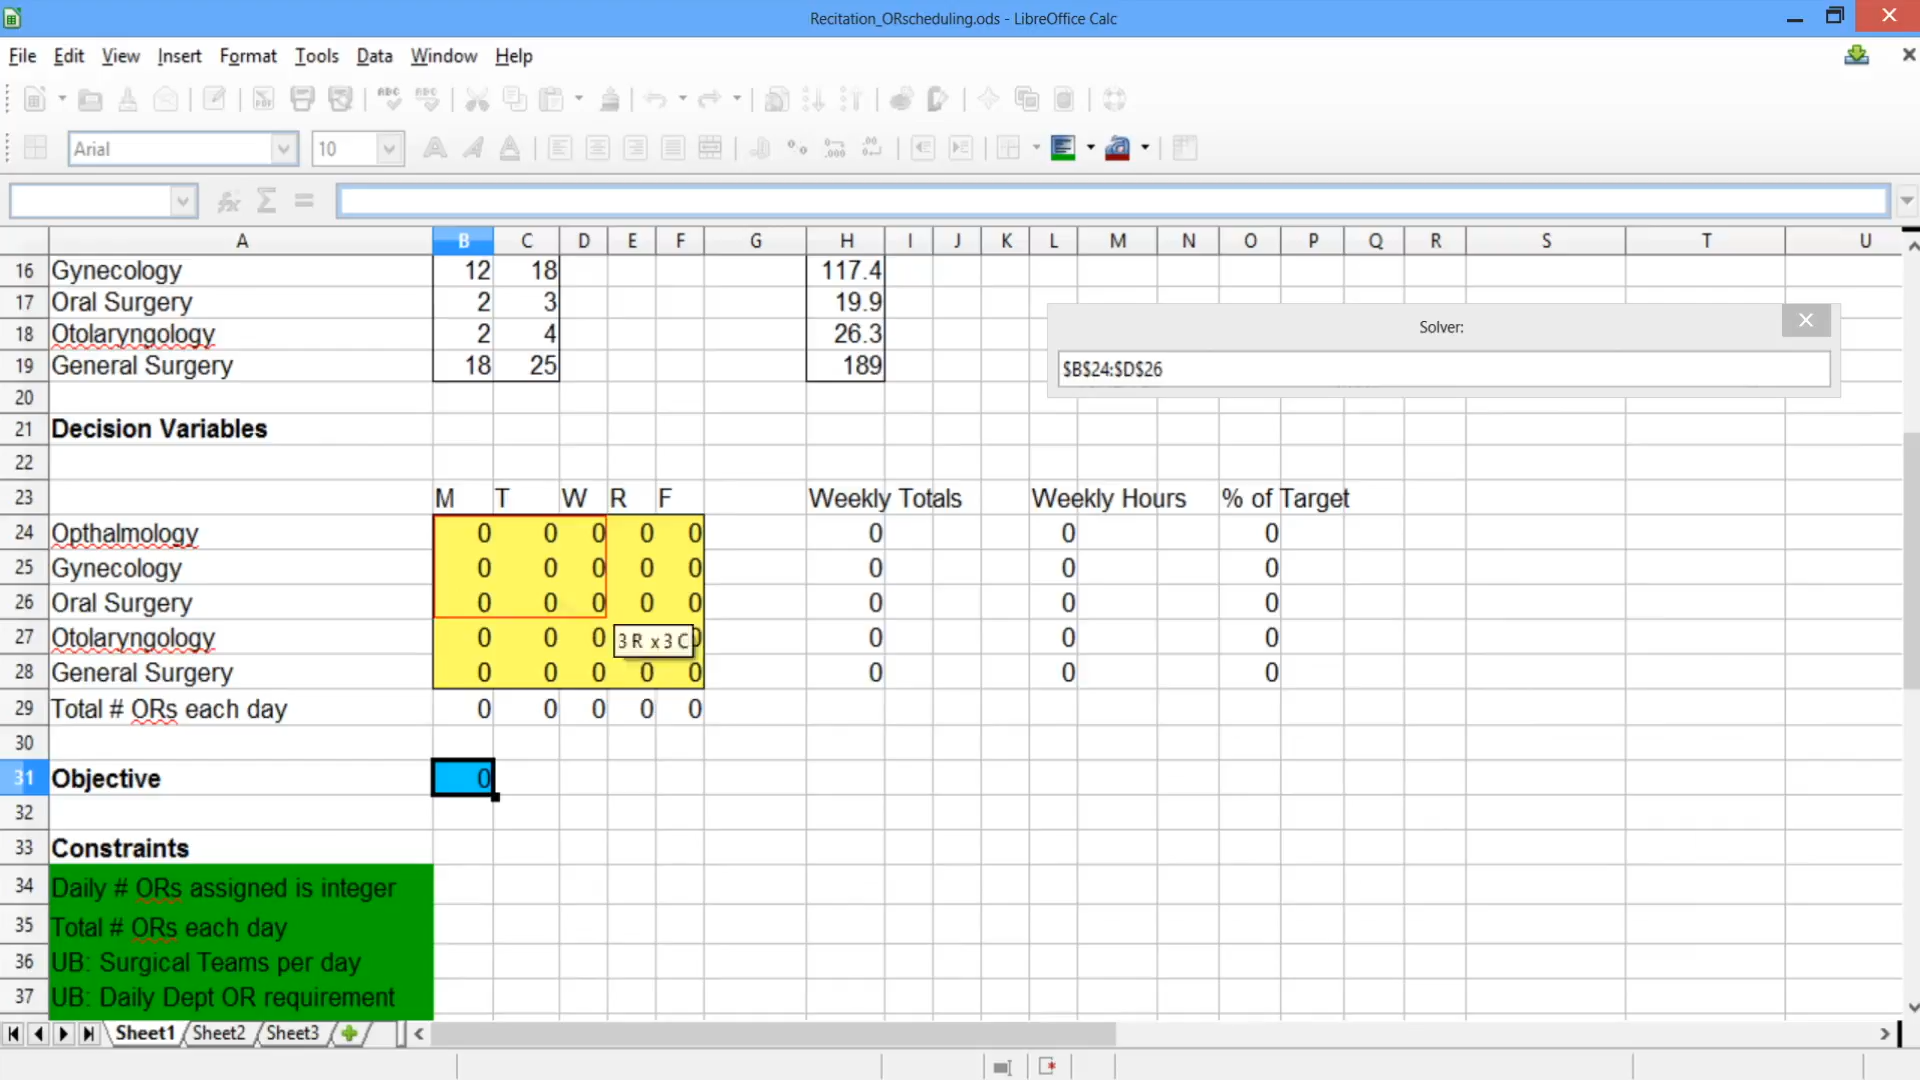 Recitation_ORscheduling.ods - LibreOffice Calc
File Edit View Insert Format Tools Data Window Help
Arial 10
A B C D E F G H I J K L M N O P Q R S T U
16 Gynecology 12 18 117.4
17 Oral Surgery 2 3 19.9
18 Otolaryngology 2 4 26.3
19 General Surgery 18 25 189
Solver:
$B$24:$D$26
20
21 Decision Variables
22
23 M T W R F Weekly Totals Weekly Hours % of Target
24 Opthalmology 0 0 0 0 0 0 0 0
25 Gynecology 0 0 0 0 0 0 0 0
26 Oral Surgery 0 0 0 0 0 0 0 0
27 Otolaryngology 0 0 0 3 R x 3 C 0 0 0 0
28 General Surgery 0 0 0 0 0 0 0 0
29 Total # ORs each day 0 0 0 0 0
30
31 Objective 0
32
33 Constraints
34 Daily # ORs assigned is integer
35 Total # ORs each day
36 UB: Surgical Teams per day
37 UB: Daily Dept OR requirement
Sheet1 Sheet2 Sheet3